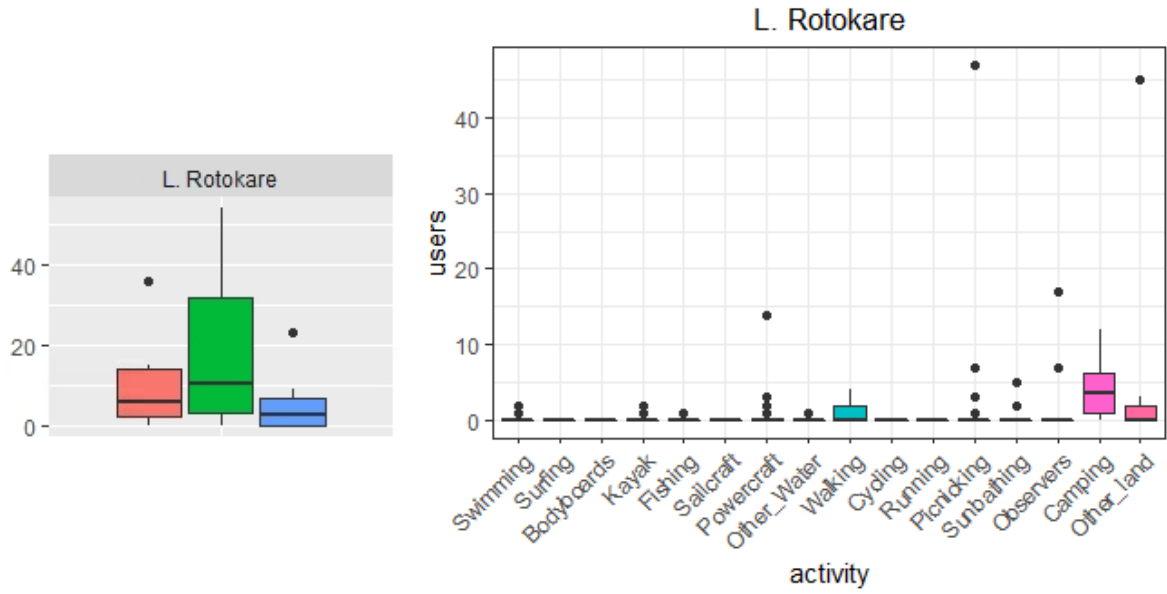 L. Rotokare
40
20
0
L. Rotokare
users
40
30
20
10
0
Swimming
Surfing
Bodyboards
Kayak
Fishing
Sailcraft
Powercraft
Other_Water
Walking
Cycling
Running
Picnicking
Sunbathing
Observers
Camping
Other_land
activity